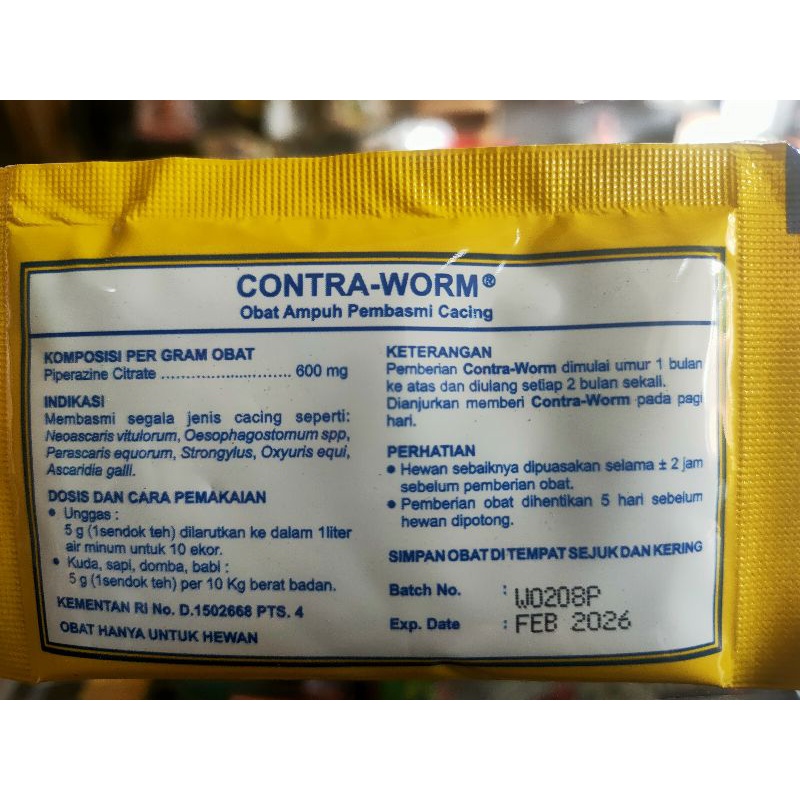 CONTRA-WORM®
Obat Ampuh Pembasmi Cacing
KOMPOSISI PER GRAM OBAT
Piperazine Citrate ............................ 600 mg
INDIKASI
Membasmi segala jenis cacing seperti:
Neoascaris vitulorum, Oesophagostomum spp,
Parascaris equorum, Strongylus, Oxyuris equi,
Ascaridia galli.
DOSIS DAN CARA PEMAKAIAN
● Unggas :
5 g (1sendok teh) dilarutkan ke dalam 1liter
air minum untuk 10 ekor.
● Kuda, sapi, domba, babi :
5 g (1sendok teh) per 10 Kg berat badan.
KEMENTAN RI No. D.1502668 PTS. 4
OBAT HANYA UNTUK HEWAN
KETERANGAN
Pemberian Contra-Worm dimulai umur 1 bulan
ke atas dan diulang setiap 2 bulan sekali.
Dianjurkan memberi Contra-Worm pada pagi
hari.
PERHATIAN
● Hewan sebaiknya dipuasakan selama ± 2 jam
sebelum pemberian obat.
● Pemberian obat dihentikan 5 hari sebelum
hewan dipotong.
SIMPAN OBAT DI TEMPAT SEJUK DAN KERING
Batch No. : W0208P
Exp. Date : FEB 2026